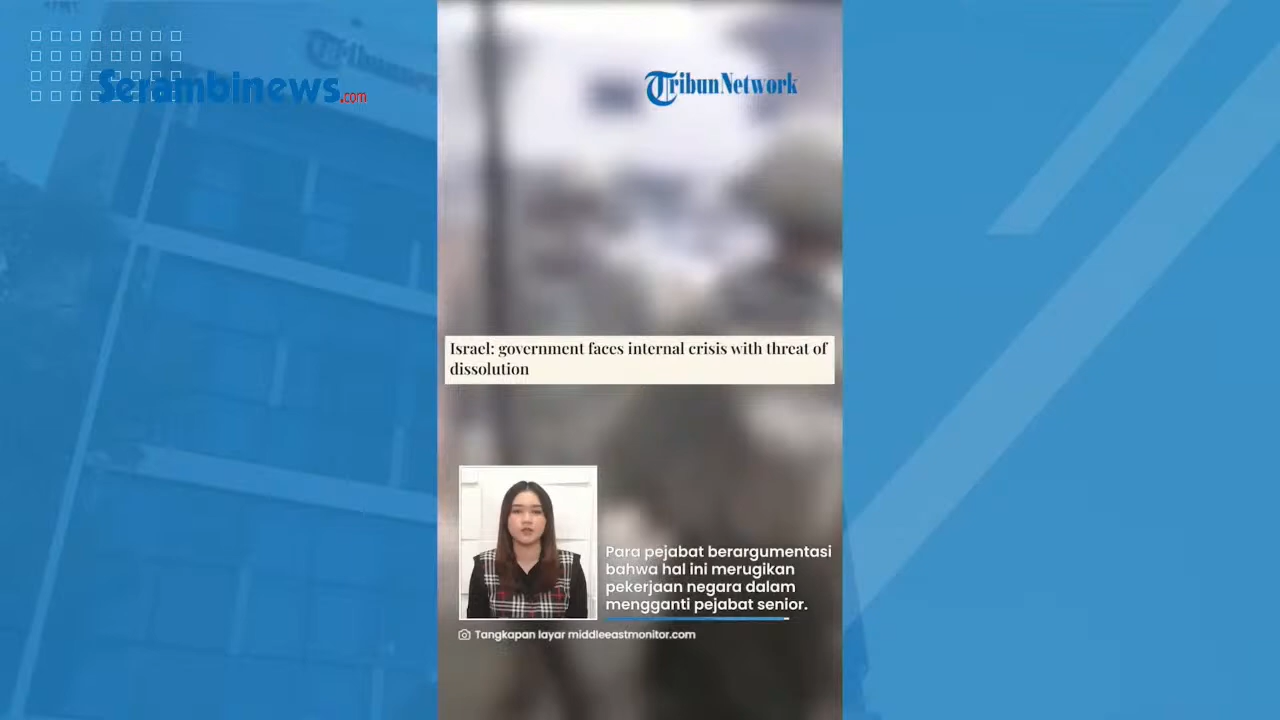 Serambinews.com
TribunNetwork
Israel: government faces internal crisis with threat of
dissolution
Para pejabat berargumentasi
bahwa hal ini merugikan
pekerjaan negara dalam
mengganti pejabat senior.
Tangkapan layar middleeastmonitor.com